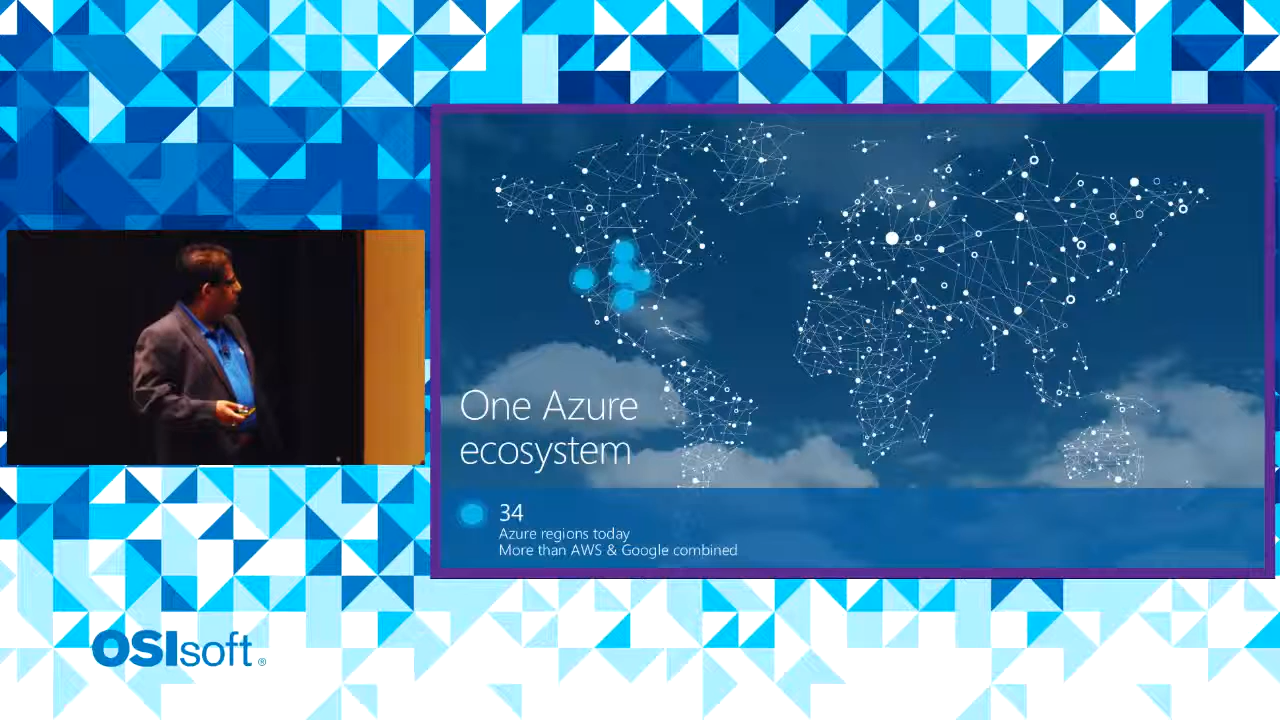 One Azure
ecosystem
34
Azure regions today
More than AWS & Google combined
OSIsoft®